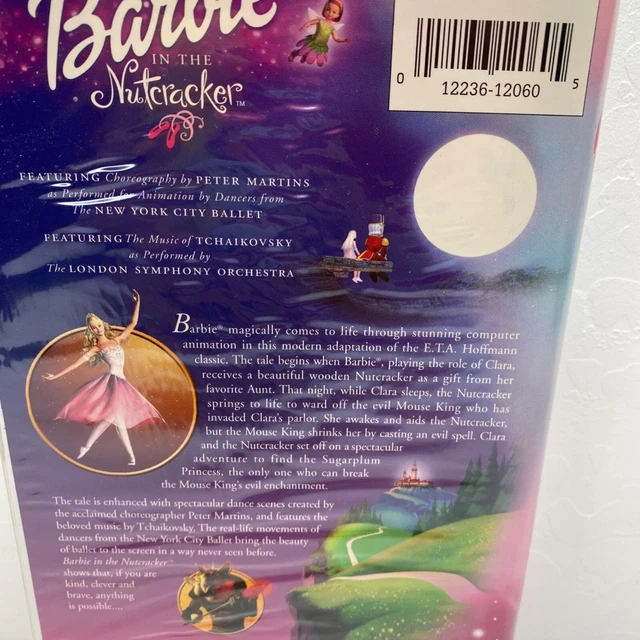 Barbie
IN THE
Nutcracker™
0 12236-12060 5
FEATURING Choreography by PETER MARTINS
as Performed for Animation by Dancers from
The NEW YORK CITY BALLET
FEATURING The Music of TCHAIKOVSKY
as Performed by
The LONDON SYMPHONY ORCHESTRA
Barbie® magically comes to life through stunning computer
animation in this modern adaptation of the E.T.A. Hoffmann
classic. The tale begins when Barbie®, playing the role of Clara,
receives a beautiful wooden Nutcracker as a gift from her
favorite Aunt. That night, while Clara sleeps, the Nutcracker
springs to life to ward off the evil Mouse King who has
invaded Clara's parlor. She awakes and aids the Nutcracker,
but the Mouse King shrinks her by casting an evil spell. Clara
and the Nutcracker set off on a spectacular
adventure to find the Sugarplum
Princess, the only one who can break
the Mouse King's evil enchantment.
The tale is enhanced with spectacular dance scenes created by
the acclaimed choreographer Peter Martins, and features the
beloved music by Tchaikovsky. The real-life movements of
dancers from the New York City Ballet bring the beauty
of ballet to the screen in a way never seen before.
Barbie in the Nutcracker™
shows that, if you are
kind, clever and
brave, anything
is possible....